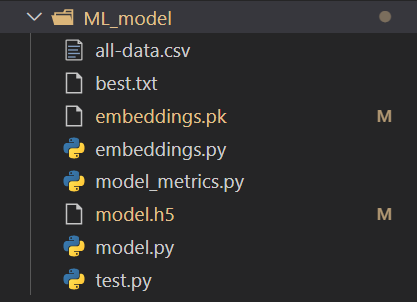 ML_model
all-data.csv
best.txt
embeddings.pk M
embeddings.py
model_metrics.py
model.h5 M
model.py
test.py